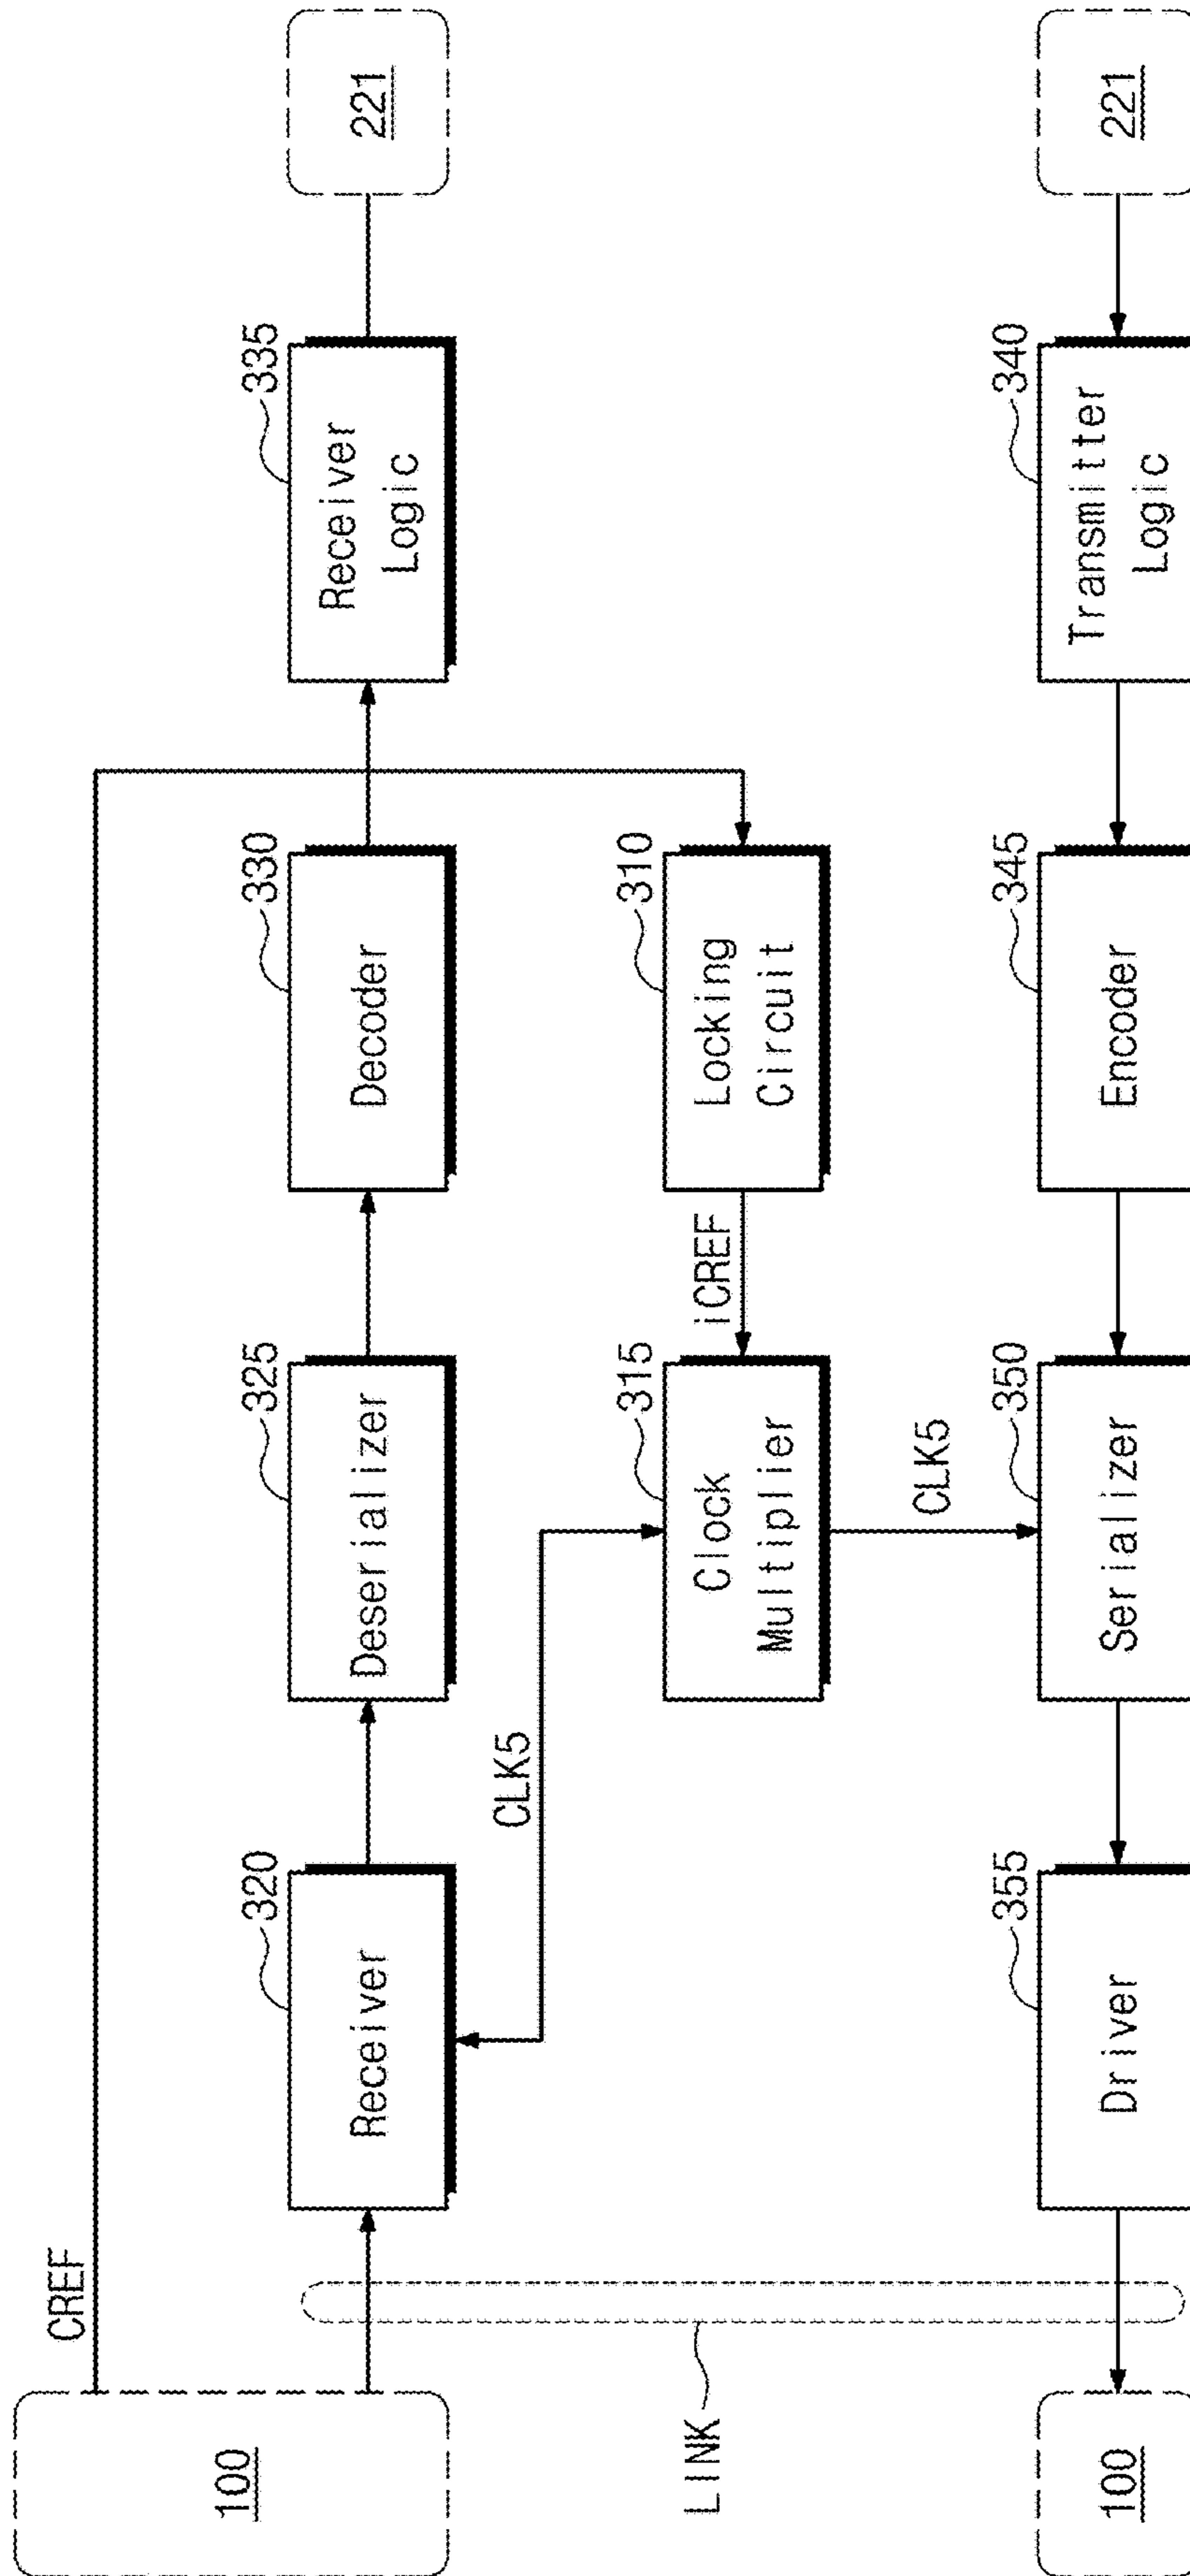 CREF
100
320
Receiver
325
Deserializer
330
Decoder
335
Receiver
Logic
221
CLK5
LINK
315
Clock
Multiplier
iCREF
310
Locking
Circuit
CLK5
100
355
Driver
350
Serializer
345
Encoder
340
Transmitter
Logic
221